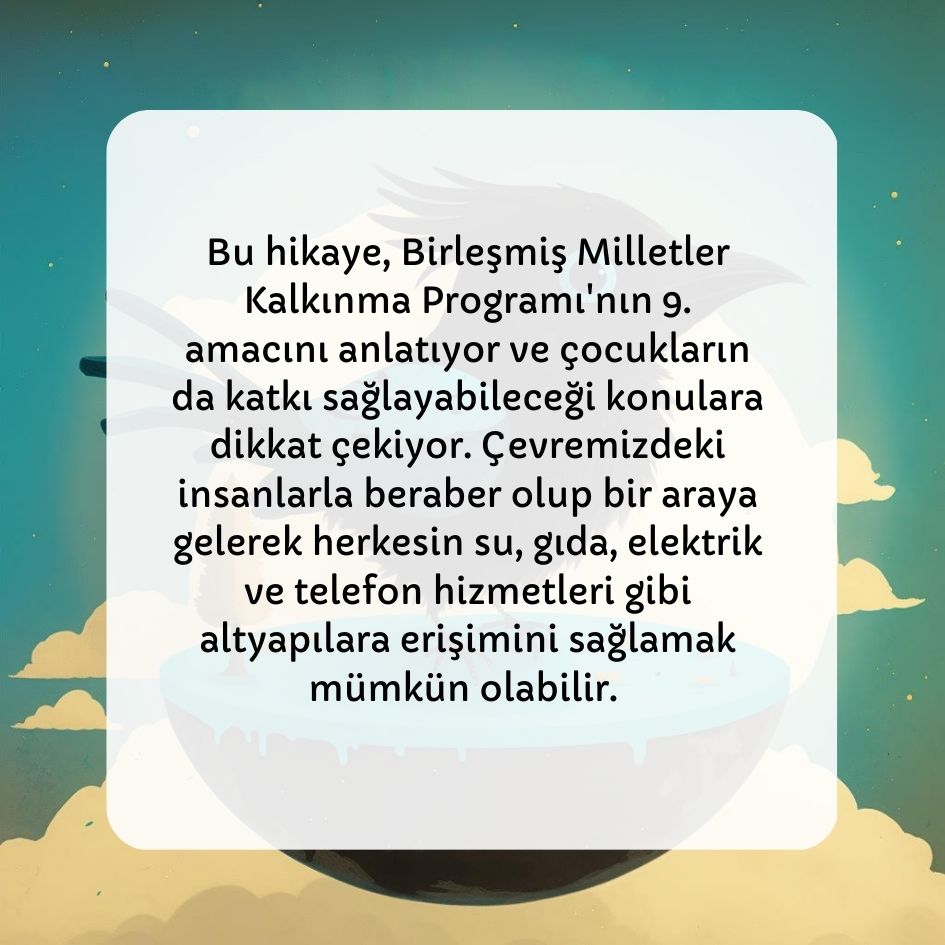 Bu hikaye, Birleşmiş Milletler
Kalkınma Programı'nın 9.
amacını anlatıyor ve çocukların
da katkı sağlayabileceği konulara
dikkat çekiyor. Çevremizdeki
insanlarla beraber olup bir araya
gelerek herkesin su, gıda, elektrik
ve telefon hizmetleri gibi
altyapılara erişimini sağlamak
mümkün olabilir.